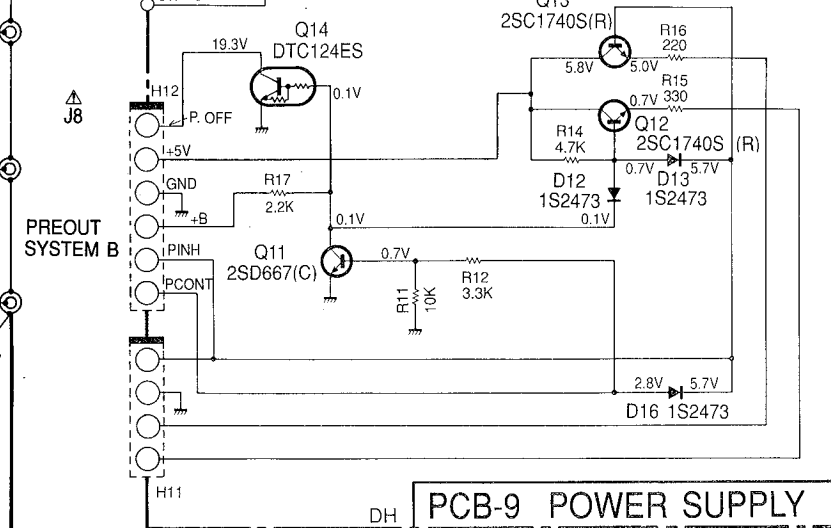 Q14
DTC124ES
19.3V
H12
P. OFF
J8
+5V
GND
+B
PINH
PCONT
PREOUT
SYSTEM B
R17
2.2K
0.1V
0.1V
Q11
2SD667(C)
0.7V
R11
10K
R12
3.3K
2SC1740S(R)
5.8V
5.0V
R16
220
R15
330
0.7V
Q12
2SC1740S (R)
R14
4.7K
0.7V
5.7V
D13
1S2473
D12
1S2473
0.1V
2.8V
5.7V
D16 1S2473
H11
DH
PCB-9 POWER SUPPLY